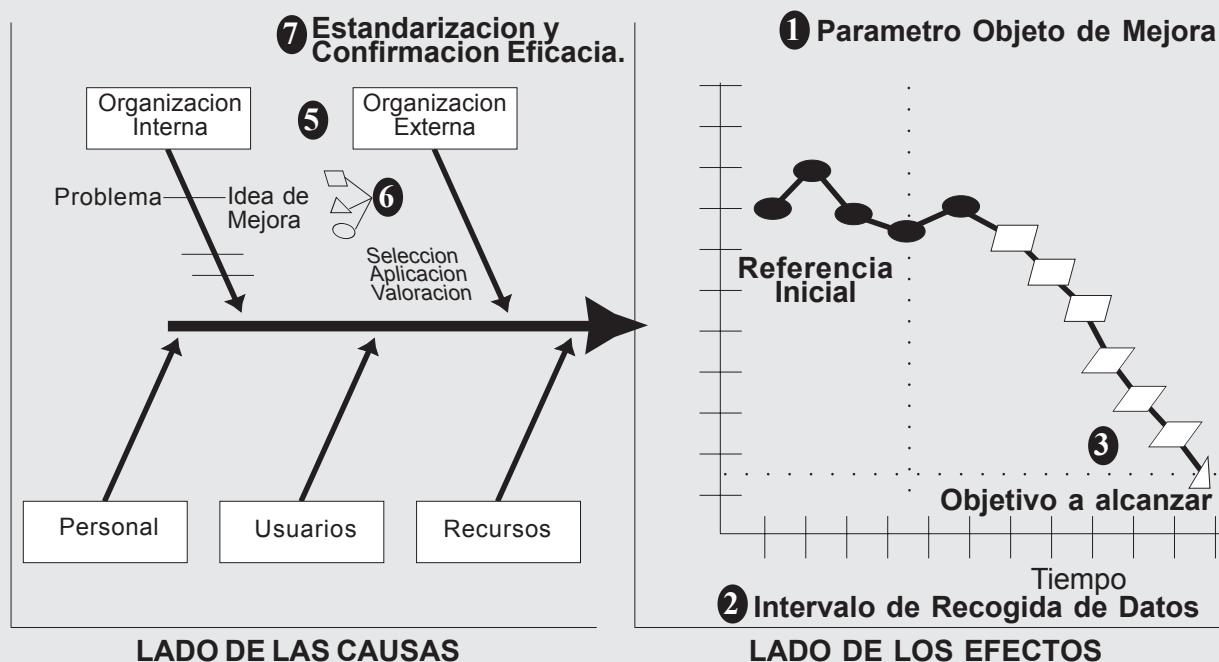 7 Estandarizacion y
Confirmacion Eficacia.
Organizacion
Interna
5
Organizacion
Externa
Problema
Idea de
Mejora
6
Seleccion
Aplicacion
Valoracion
Personal
Usuarios
Recursos
LADO DE LAS CAUSAS
1 Parametro Objeto de Mejora
Referencia
Inicial
3
Objetivo a alcanzar
Tiempo
2 Intervalo de Recogida de Datos
LADO DE LOS EFECTOS